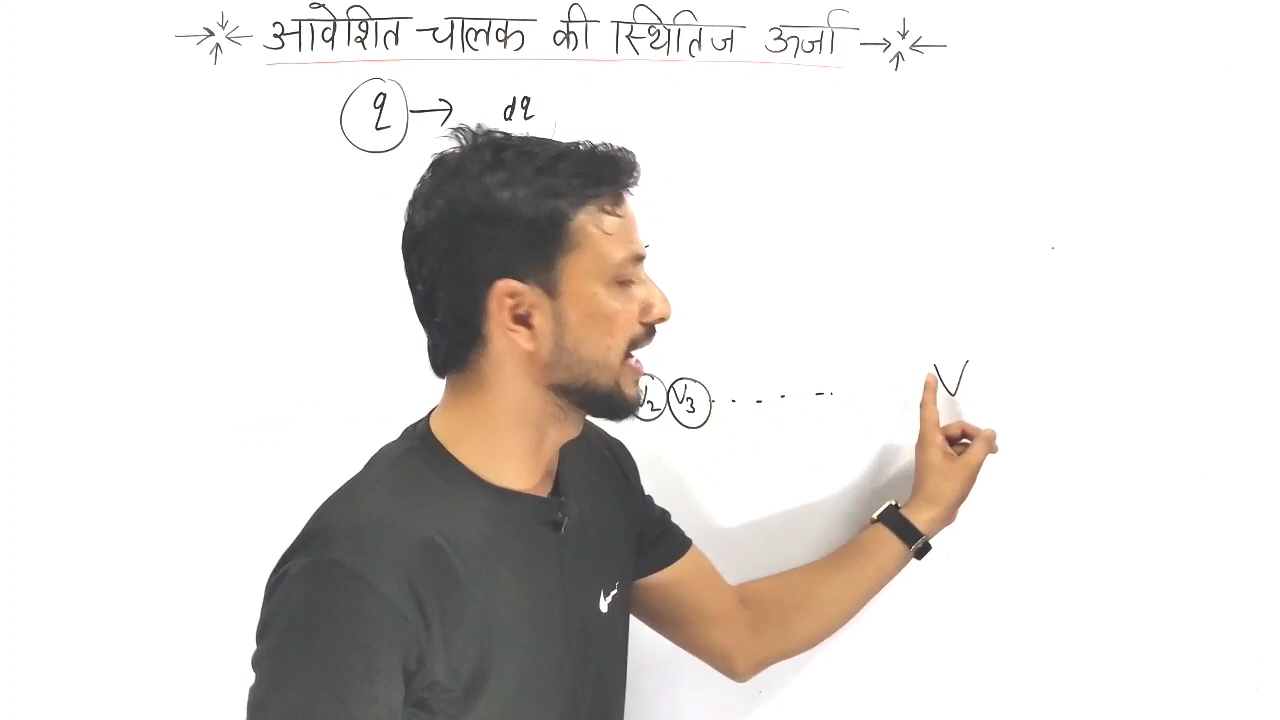 आवेशित चालक की स्थितिज ऊर्जा
q → dq
V2 V3 . . . . . . V